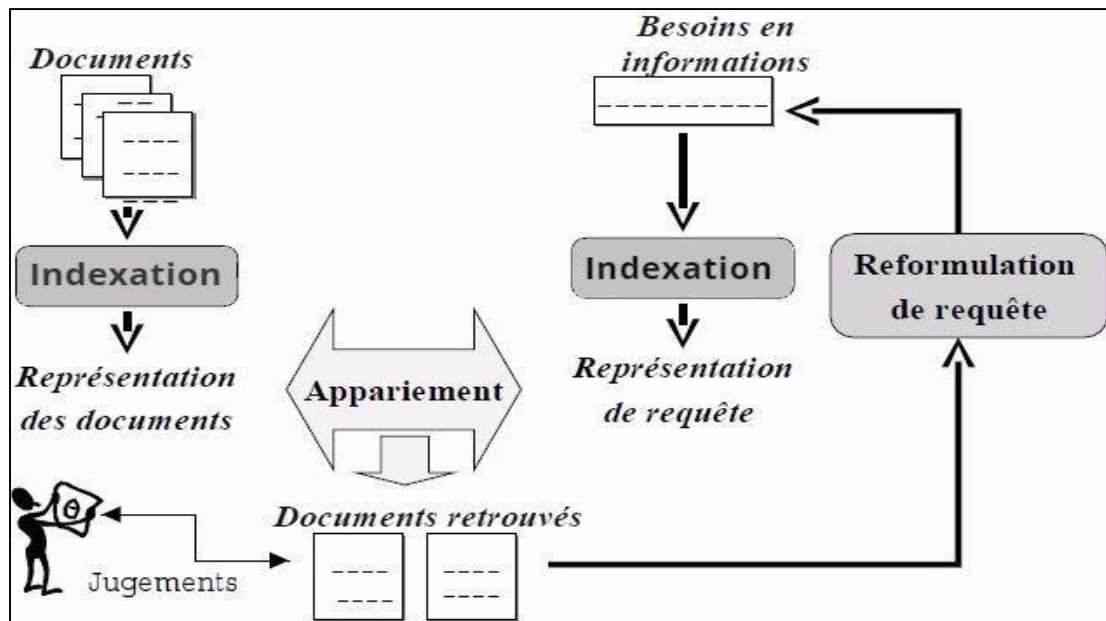 Documents
Besoins en
informations
Indexation
Indexation
Reformulation
de requête
Représentation
des documents
Appariement
Représentation
de requête
Documents retrouvés
Jugements